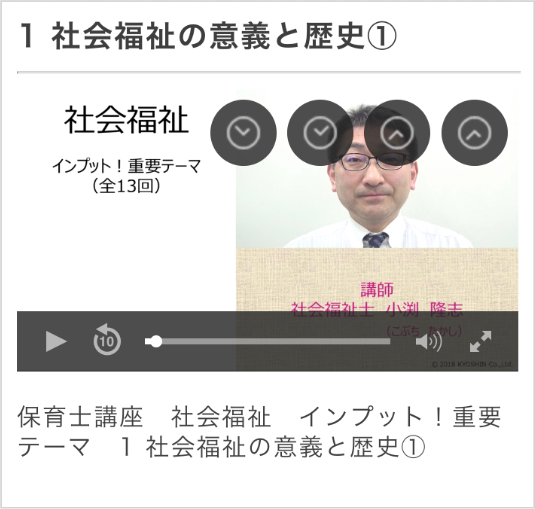 1 社会福祉の意義と歴史①
社会福祉
インプット！重要テーマ
（全13回）
講師
社会福祉士 小渕 隆志
（こぶち たかし）
10
© 2016 KYOSHIN Co.,Ltd.
保育士講座　社会福祉　インプット！重要
テーマ　1 社会福祉の意義と歴史①